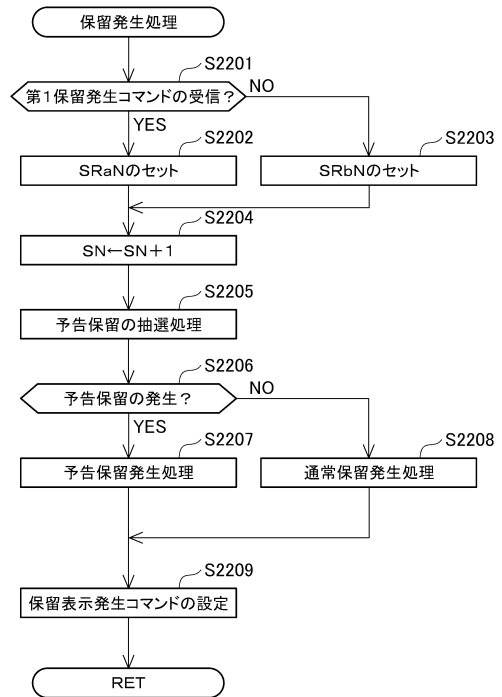 保留発生処理
S2201
第1保留発生コマンドの受信?
NO
YES
S2202
S2203
SRaNのセット
SRbNのセット
S2204
SN←SN+1
S2205
予告保留の抽選処理
S2206
予告保留の発生?
NO
YES
S2207
S2208
予告保留発生処理
通常保留発生処理
S2209
保留表示発生コマンドの設定
RET